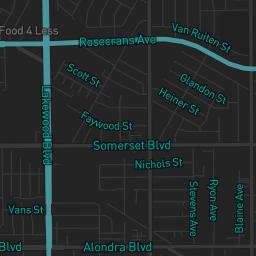 Food 4 Less
Van Ruiten St
Rosecrans Ave
Scott St
Glandon St
Heiner St
Lakewood Blvd
Faywood St
Somerset Blvd
Nichols St
Stevens Ave
Ryon Ave
Blaine Ave
Vans St
Blvd
Alondra Blvd